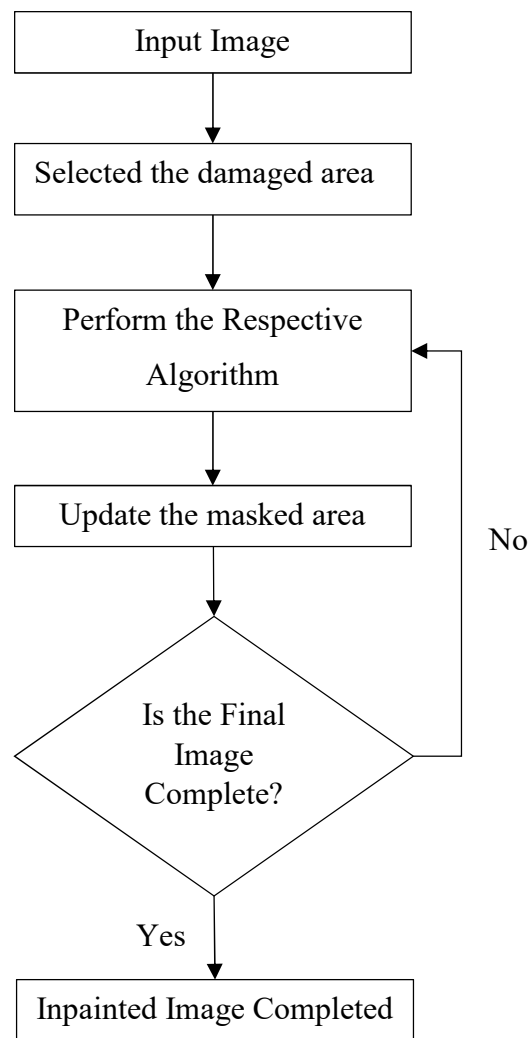 Input Image
Selected the damaged area
Perform the Respective
Algorithm
Update the masked area
No
Is the Final
Image
Complete?
Yes
Inpainted Image Completed